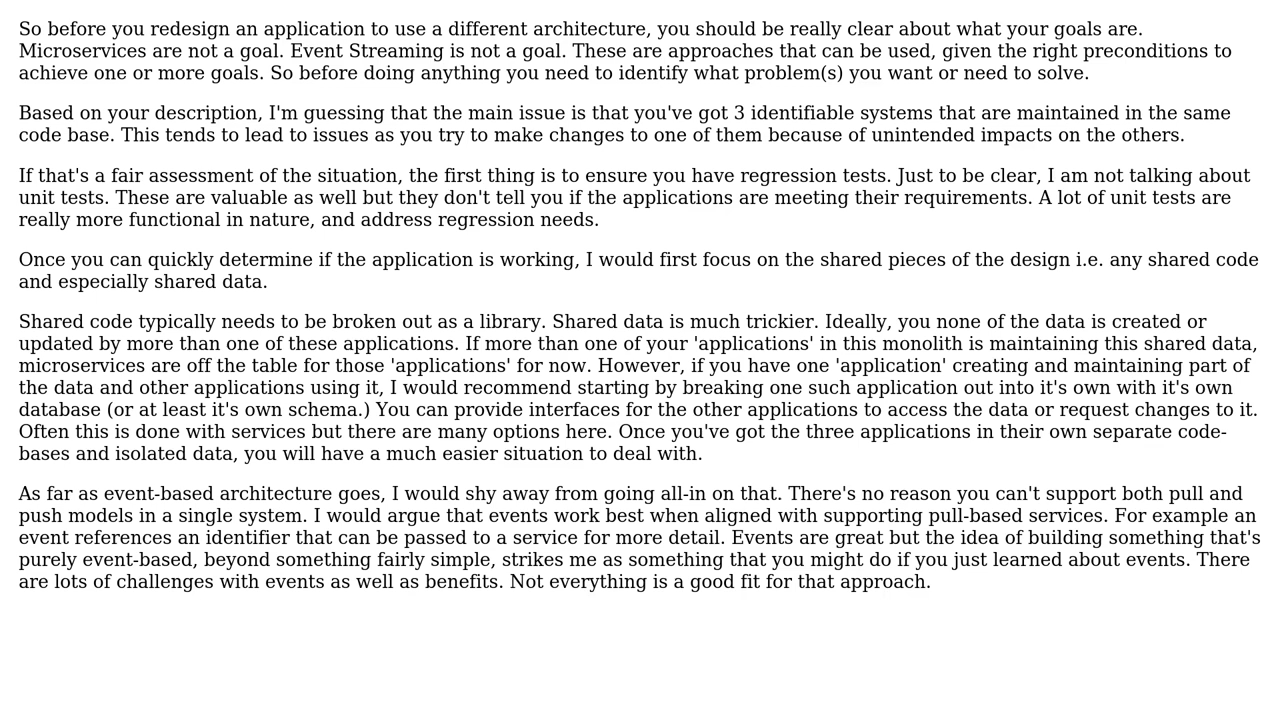 So before you redesign an application to use a different architecture, you should be really clear about what your goals are.
Microservices are not a goal. Event Streaming is not a goal. These are approaches that can be used, given the right preconditions to
achieve one or more goals. So before doing anything you need to identify what problem(s) you want or need to solve.
Based on your description, I'm guessing that the main issue is that you've got 3 identifiable systems that are maintained in the same
code base. This tends to lead to issues as you try to make changes to one of them because of unintended impacts on the others.
If that's a fair assessment of the situation, the first thing is to ensure you have regression tests. Just to be clear, I am not talking about
unit tests. These are valuable as well but they don't tell you if the applications are meeting their requirements. A lot of unit tests are
really more functional in nature, and address regression needs.
Once you can quickly determine if the application is working, I would first focus on the shared pieces of the design i.e. any shared code
and especially shared data.
Shared code typically needs to be broken out as a library. Shared data is much trickier. Ideally, you none of the data is created or
updated by more than one of these applications. If more than one of your 'applications' in this monolith is maintaining this shared data,
microservices are off the table for those 'applications' for now. However, if you have one 'application' creating and maintaining part of
the data and other applications using it, I would recommend starting by breaking one such application out into it's own with it's own
database (or at least it's own schema.) You can provide interfaces for the other applications to access the data or request changes to it.
Often this is done with services but there are many options here. Once you've got the three applications in their own separate code-
bases and isolated data, you will have a much easier situation to deal with.
As far as event-based architecture goes, I would shy away from going all-in on that. There's no reason you can't support both pull and
push models in a single system. I would argue that events work best when aligned with supporting pull-based services. For example an
event references an identifier that can be passed to a service for more detail. Events are great but the idea of building something that's
purely event-based, beyond something fairly simple, strikes me as something that you might do if you just learned about events. There
are lots of challenges with events as well as benefits. Not everything is a good fit for that approach.